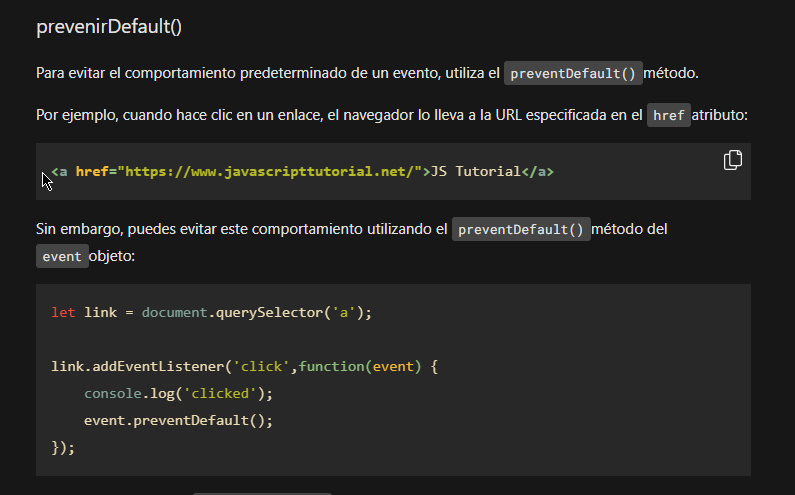 prevenirDefault()
Para evitar el comportamiento predeterminado de un evento, utiliza el preventDefault() método.
Por ejemplo, cuando hace clic en un enlace, el navegador lo lleva a la URL especificada en el href atributo:
<a href="https://www.javascripttutorial.net/">JS Tutorial</a>
Sin embargo, puedes evitar este comportamiento utilizando el preventDefault() método del
event objeto:
let link = document.querySelector('a');
link.addEventListener('click',function(event) {
    console.log('clicked');
    event.preventDefault();
});